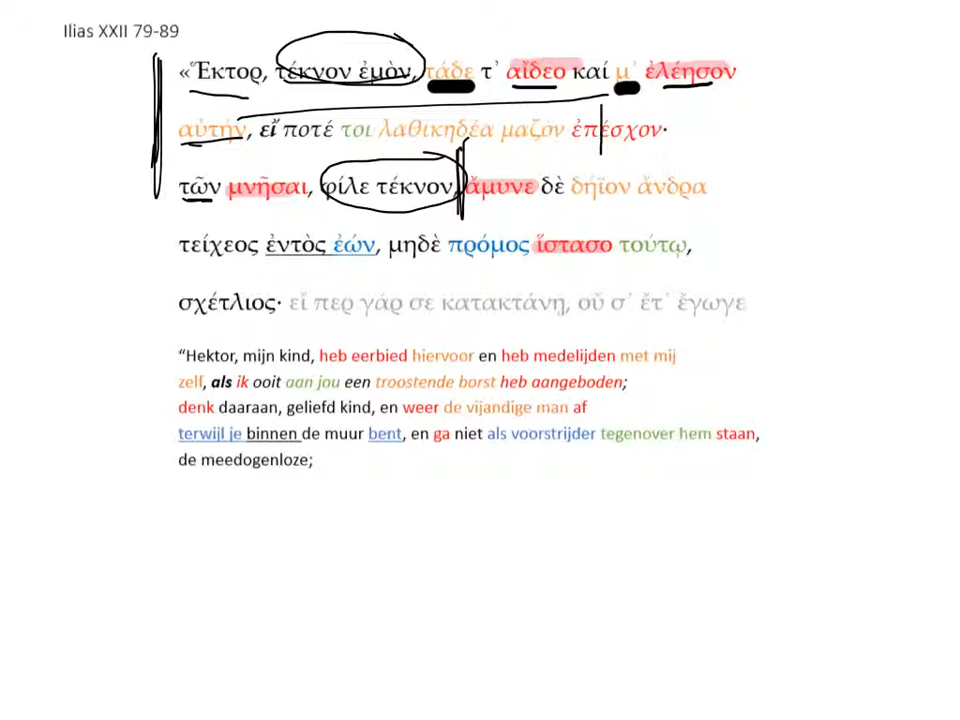 Ilias XXII 79-89
«Ἕκτορ, τέκνον ἐμὸν, τάδε τ᾽ αἴδεο καί μ᾽ ἐλέησον
αὐτήν, εἴ ποτέ τοι λαθικηδέα μαζὸν ἐπέσχον·
τῶν μνῆσαι, φίλε τέκνον, ἄμυνε δὲ δήϊον ἄνδρα
τείχεος ἐντὸς ἐών, μηδὲ πρόμος ἵστασο τούτῳ,
σχέτλιος· εἴ περ γάρ σε κατακτάνῃ, οὔ σ᾽ ἔτ᾽ ἔγωγε
“Hektor, mijn kind, heb eerbied hiervoor en heb medelijden met mij
zelf, als ik ooit aan jou een troostende borst heb aangeboden;
denk daaraan, geliefd kind, en weer de vijandige man af
terwijl je binnen de muur bent, en ga niet als voorstrijder tegenover hem staan,
de meedogenloze;